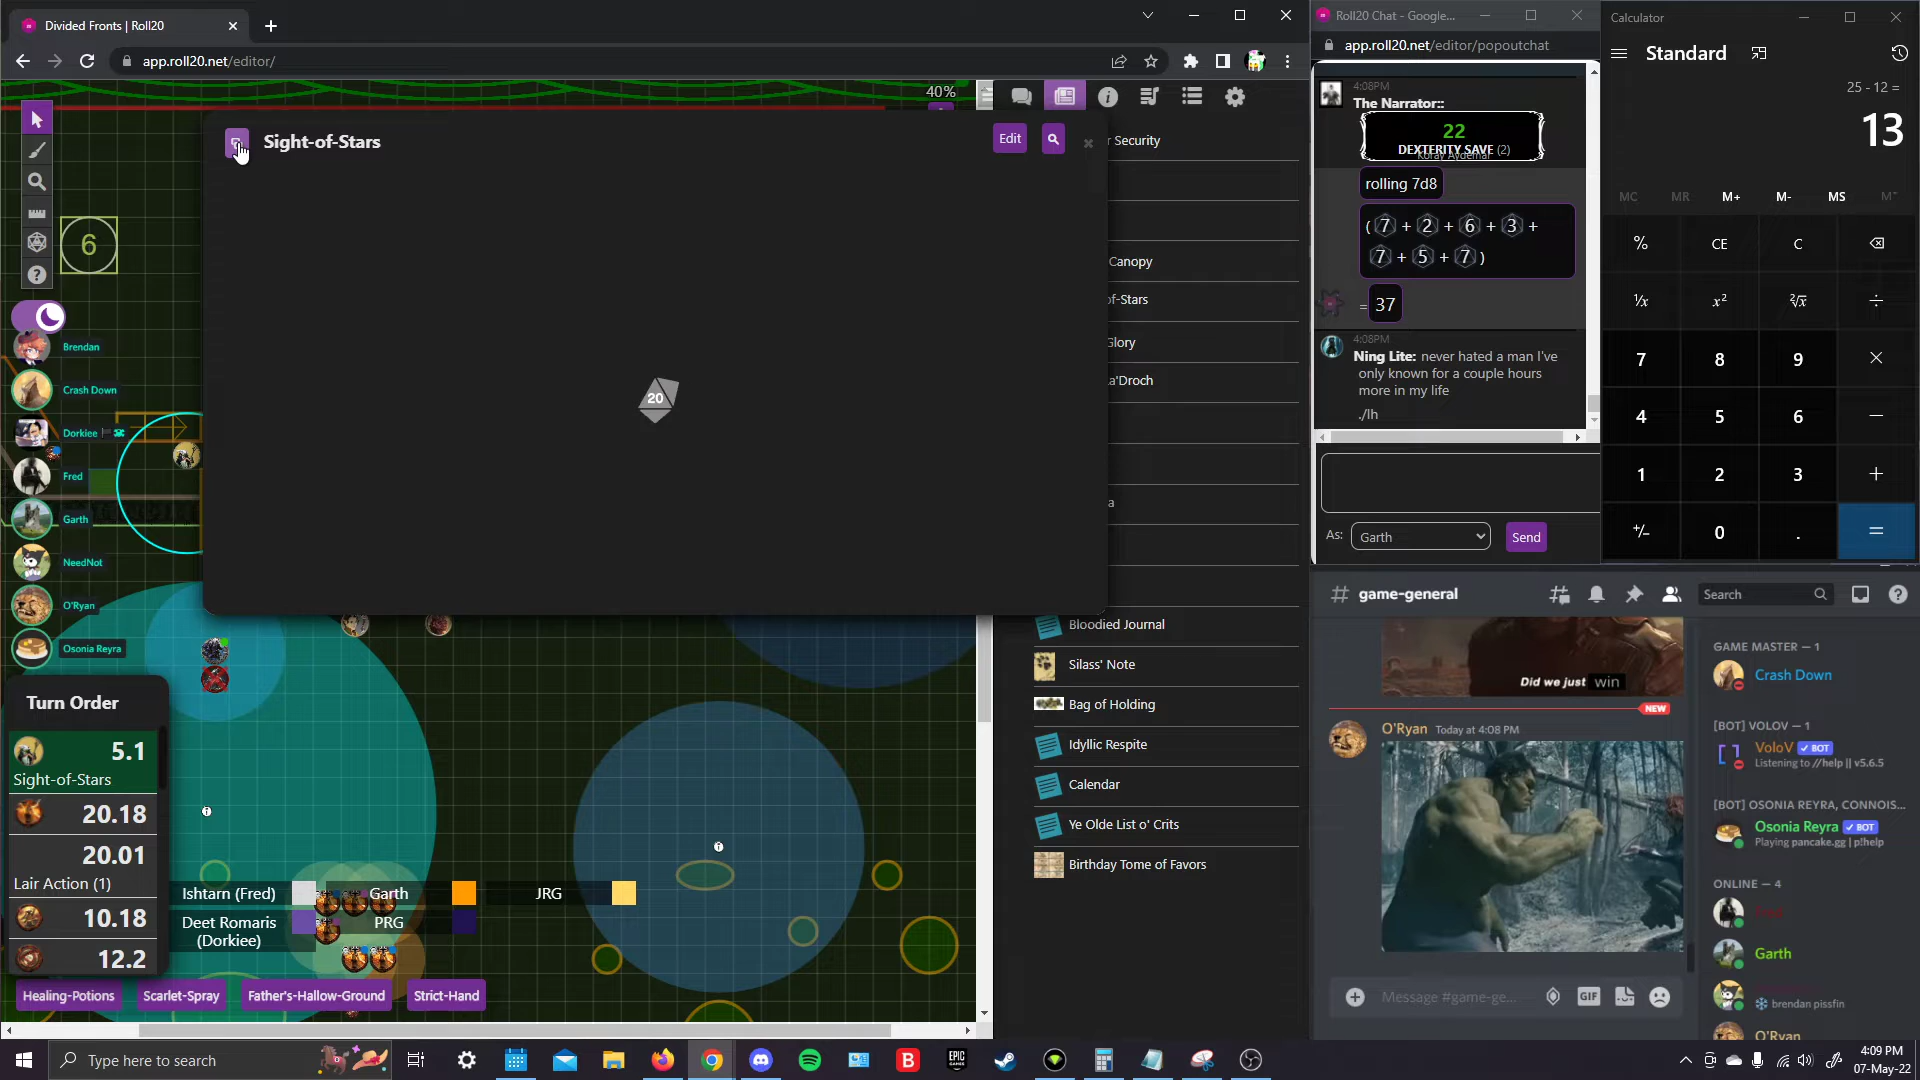 Divided Fronts | Roll20
app.roll20.net/editor/
40%
6
Sight-of-Stars
Edit
20
Brendan
Crash Down
Dorkiee
Fred
Garth
NeedNot
O'Ryan
Osonia Reyra
Turn Order
5.1
Sight-of-Stars
20.18
20.01
Lair Action (1)
10.18
12.2
Ishtarn (Fred)
Garth
JRG
Deet Romaris
(Dorkiee)
PRG
Healing-Potions
Scarlet-Spray
Father's-Hallow-Ground
Strict-Hand
r Security
Canopy
of-Stars
Glory
a'Droch
a
Bloodied Journal
Silass' Note
Bag of Holding
Idyllic Respite
Calendar
Ye Olde List o' Crits
Birthday Tome of Favors
Roll20 Chat - Google...
app.roll20.net/editor/popoutchat
4:08PM
The Narrator::
22
DEXTERITY SAVE (2)
Koray Aydemar
rolling 7d8
(7 + 2 + 6 + 3 +
7 + 5 + 7)
= 37
4:08PM
Ning Lite: never hated a man I've
only known for a couple hours
more in my life
./lh
As:
Garth
Send
Calculator
Standard
25 - 12 =
13
MC MR M+ M- MS M˅
% CE C
¹/x x² ²√x ÷
7 8 9 ×
4 5 6 −
1 2 3 +
+/− 0 . =
# game-general
Search
Did we just win
NEW
O'Ryan Today at 4:08 PM
Message #game-ge...
GIF
GAME MASTER — 1
Crash Down
[BOT] VOLOV — 1
VoloV ✓ BOT
Listening to //help || v5.6.5
[BOT] OSONIA REYRA, CONNOIS...
Osonia Reyra ✓ BOT
Playing pancake.gg | p!help
ONLINE — 4
Fred
Garth
brendan pissfin
O'Ryan
Type here to search
4:09 PM
07-May-22